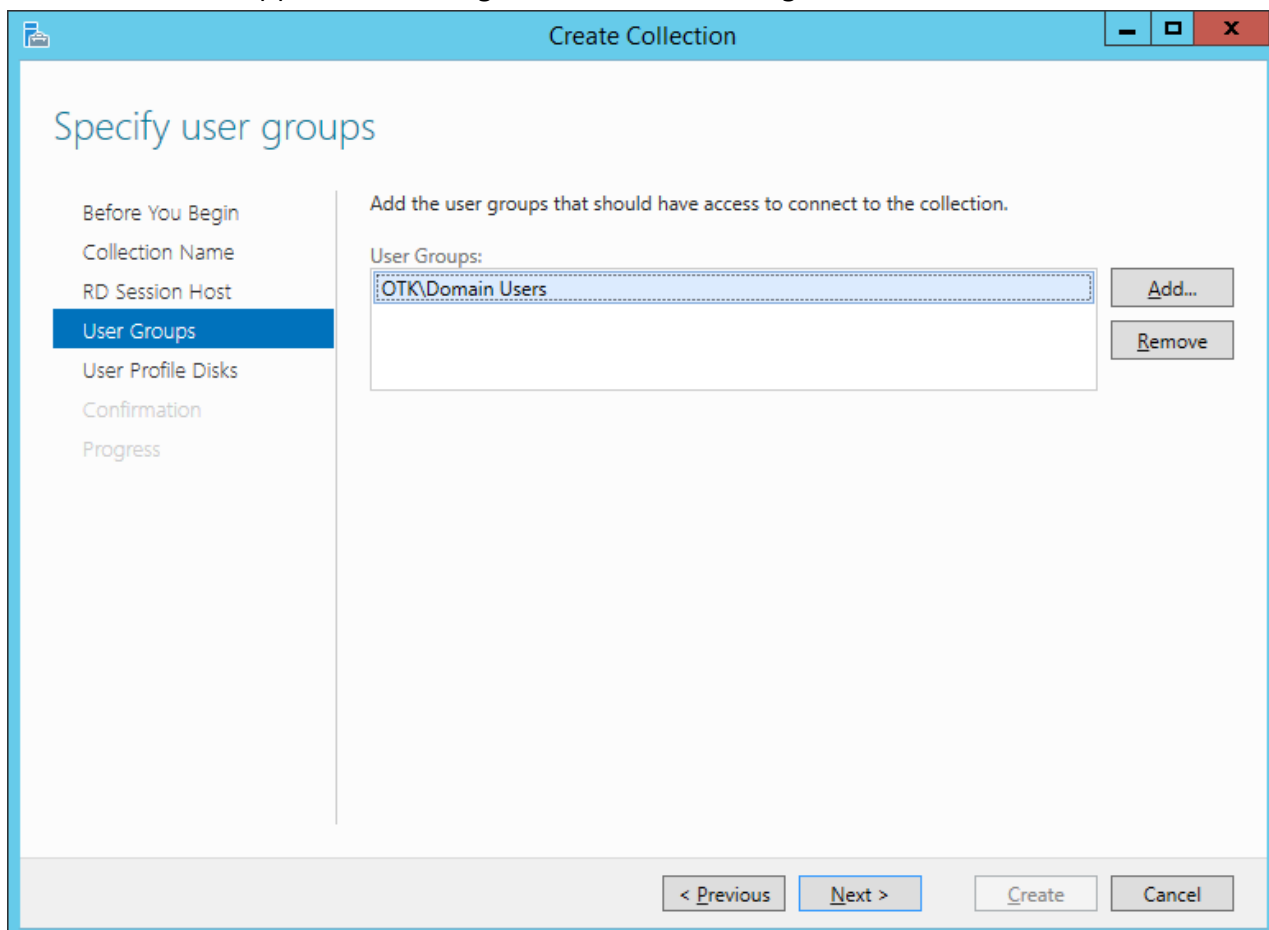 Create Collection
Specify user groups
Before You Begin
Collection Name
RD Session Host
User Groups
User Profile Disks
Confirmation
Progress
Add the user groups that should have access to connect to the collection.
User Groups:
OTK\Domain Users
Add...
Remove
< Previous
Next >
Create
Cancel